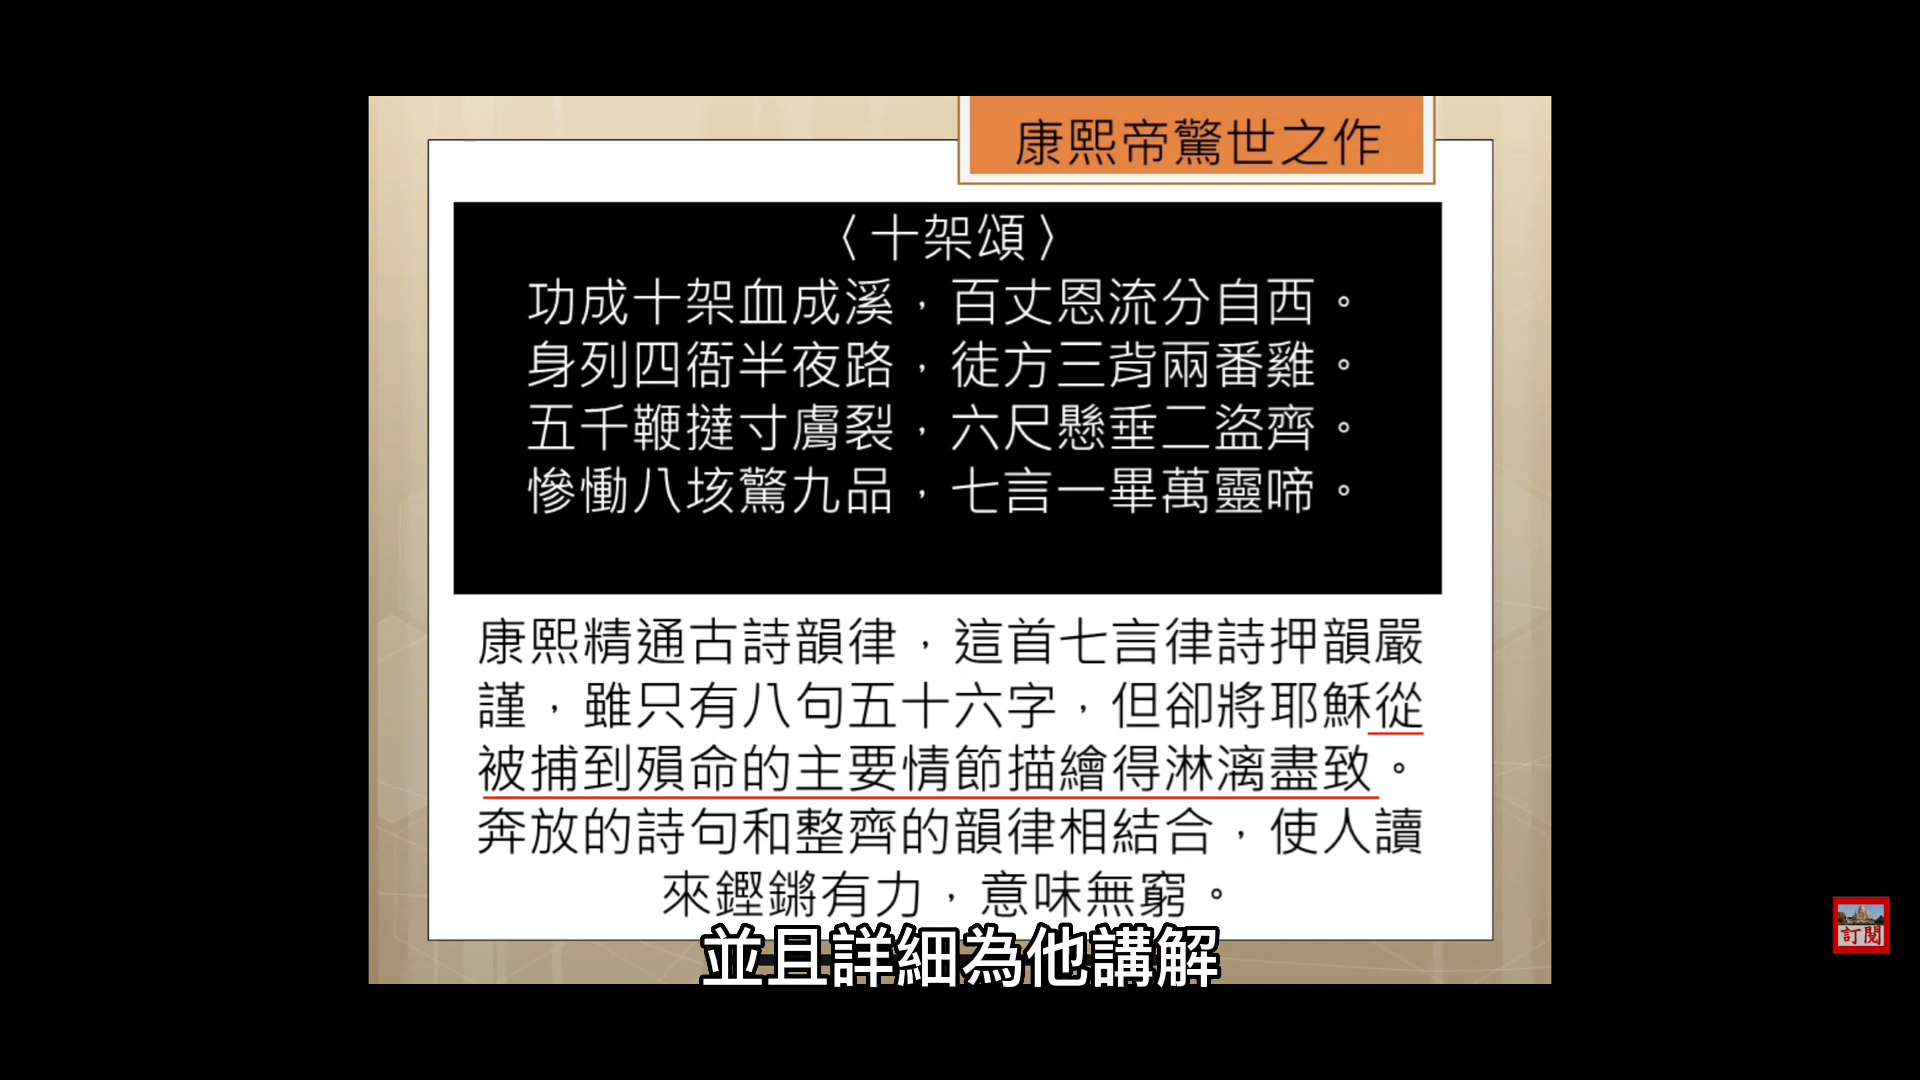 康熙帝驚世之作
〈十架頌〉
功成十架血成溪，百丈恩流分自西。
身列四衙半夜路，徒方三背兩番雞。
五千鞭撻寸膚裂，六尺懸垂二盜齊。
慘慟八垓驚九品，七言一畢萬靈啼。
康熙精通古詩韻律，這首七言律詩押韻嚴
謹，雖只有八句五十六字，但卻將耶穌從
被捕到殞命的主要情節描繪得淋漓盡致。
奔放的詩句和整齊的韻律相結合，使人讀
來鏗鏘有力，意味無窮。
並且詳細為他講解
訂閱